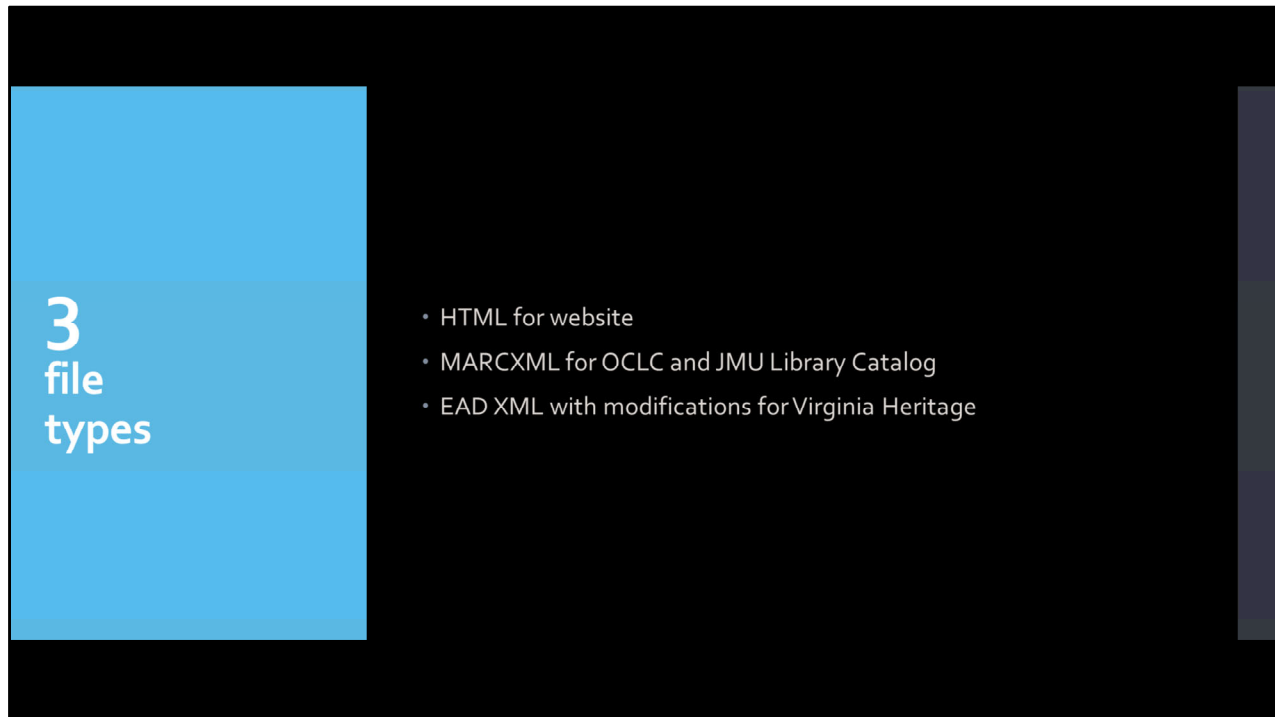 3
file
types
• HTML for website
• MARCXML for OCLC and JMU Library Catalog
• EAD XML with modifications for Virginia Heritage